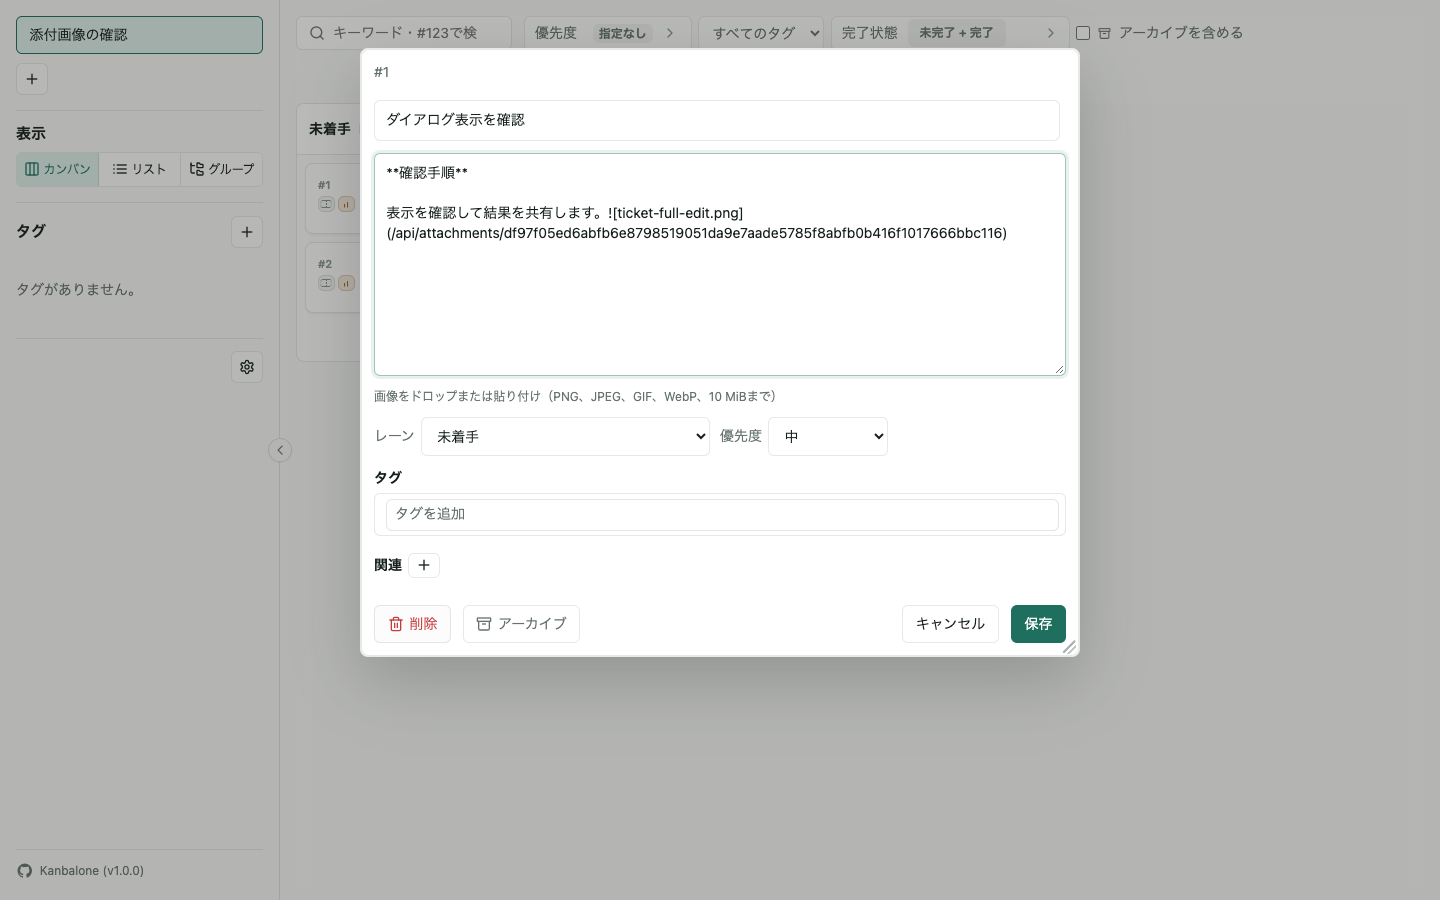 添付画像の確認
キーワード・#123で検
優先度 指定なし
すべてのタグ
完了状態 未完了 + 完了
アーカイブを含める
表示
カンバン
リスト
グループ
タグ
タグがありません。
Kanbalone (v1.0.0)
未着手
#1
#2
#1
ダイアログ表示を確認
**確認手順**
表示を確認して結果を共有します。![ticket-full-edit.png]
(/api/attachments/df97f05ed6abfb6e8798519051da9e7aade5785f8abfb0b416f1017666bbc116)
画像をドロップまたは貼り付け（PNG、JPEG、GIF、WebP、10 MiBまで）
レーン 未着手 優先度 中
タグ
タグを追加
関連
削除 アーカイブ キャンセル 保存